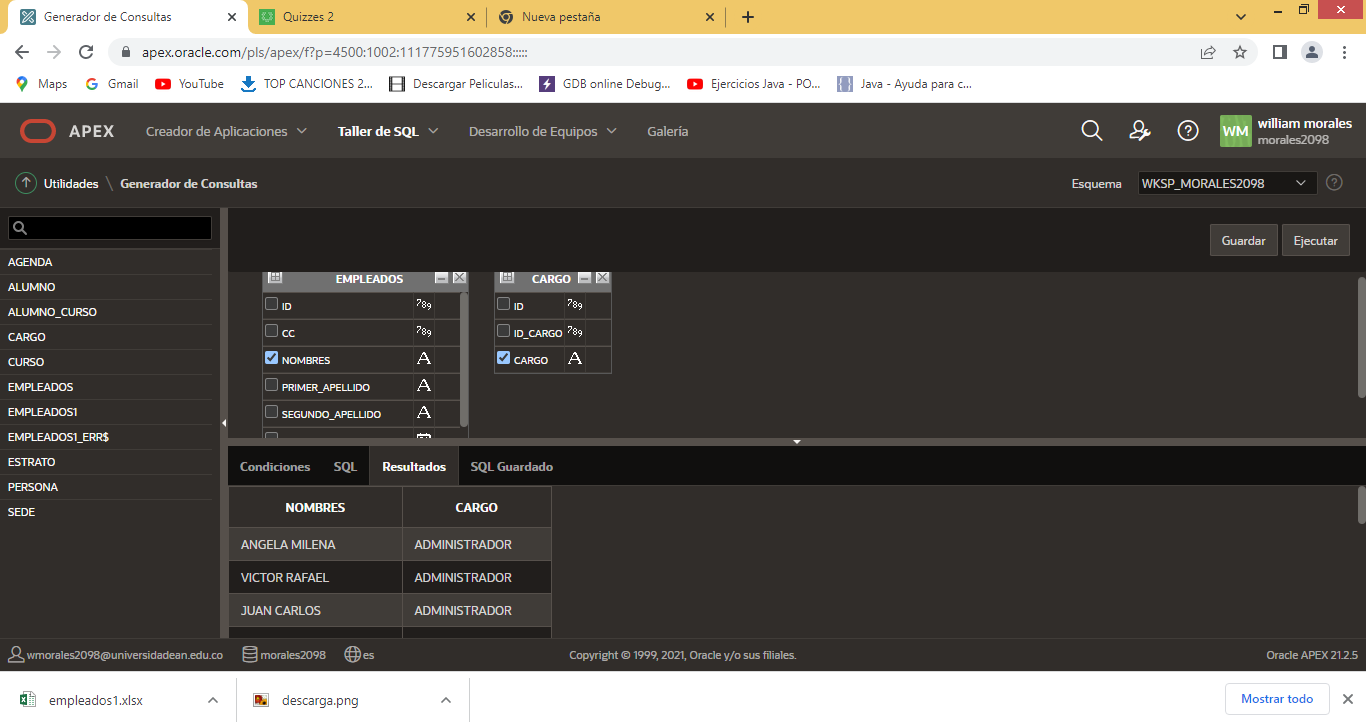 Generador de Consultas
Quizzes 2
Nueva pestaña
apex.oracle.com/pls/apex/f?p=4500:1002:111775951602858:::::
Maps
Gmail
YouTube
TOP CANCIONES 2...
Descargar Peliculas...
GDB online Debug...
Ejercicios Java - PO...
Java - Ayuda para c...
APEX
Creador de Aplicaciones
Taller de SQL
Desarrollo de Equipos
Galería
WM
william morales
morales2098
Utilidades \ Generador de Consultas
Esquema
WKSP_MORALES2098
Guardar
Ejecutar
AGENDA
ALUMNO
ALUMNO_CURSO
CARGO
CURSO
EMPLEADOS
EMPLEADOS1
EMPLEADOS1_ERR$
ESTRATO
PERSONA
SEDE
EMPLEADOS
ID 789
CC 789
NOMBRES A
PRIMER_APELLIDO A
SEGUNDO_APELLIDO A
CARGO
ID 789
ID_CARGO 789
CARGO A
Condiciones
SQL
Resultados
SQL Guardado
NOMBRES CARGO
ANGELA MILENA ADMINISTRADOR
VICTOR RAFAEL ADMINISTRADOR
JUAN CARLOS ADMINISTRADOR
wmorales2098@universidadean.edu.co
morales2098
es
Copyright © 1999, 2021, Oracle y/o sus filiales.
Oracle APEX 21.2.5
empleados1.xlsx
descarga.png
Mostrar todo